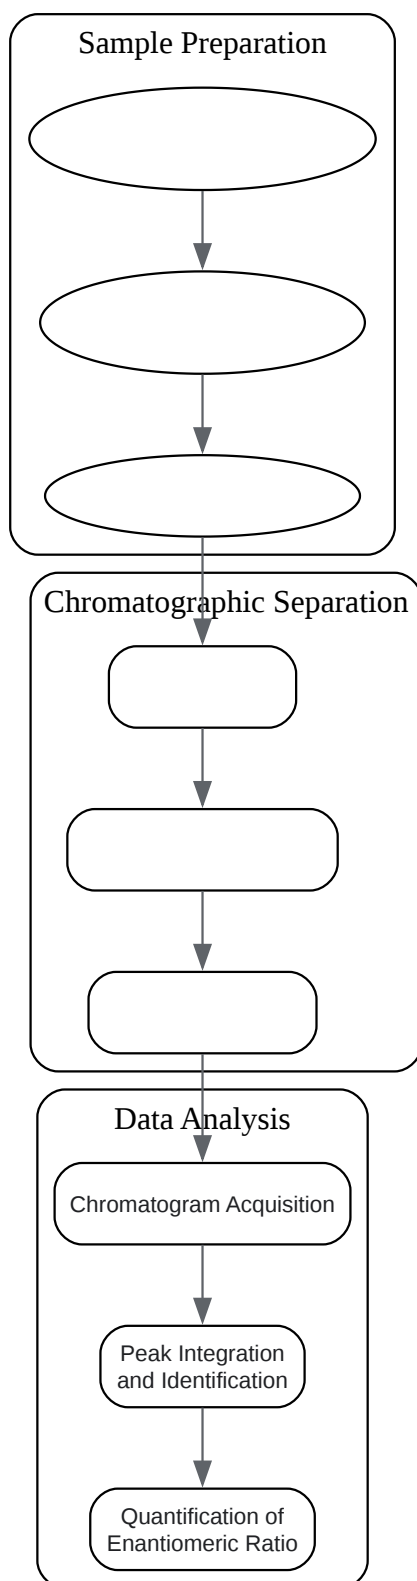 Sample Preparation
Chromatographic Separation
Data Analysis
Chromatogram Acquisition
Peak Integration
and Identification
Quantification of
Enantiomeric Ratio